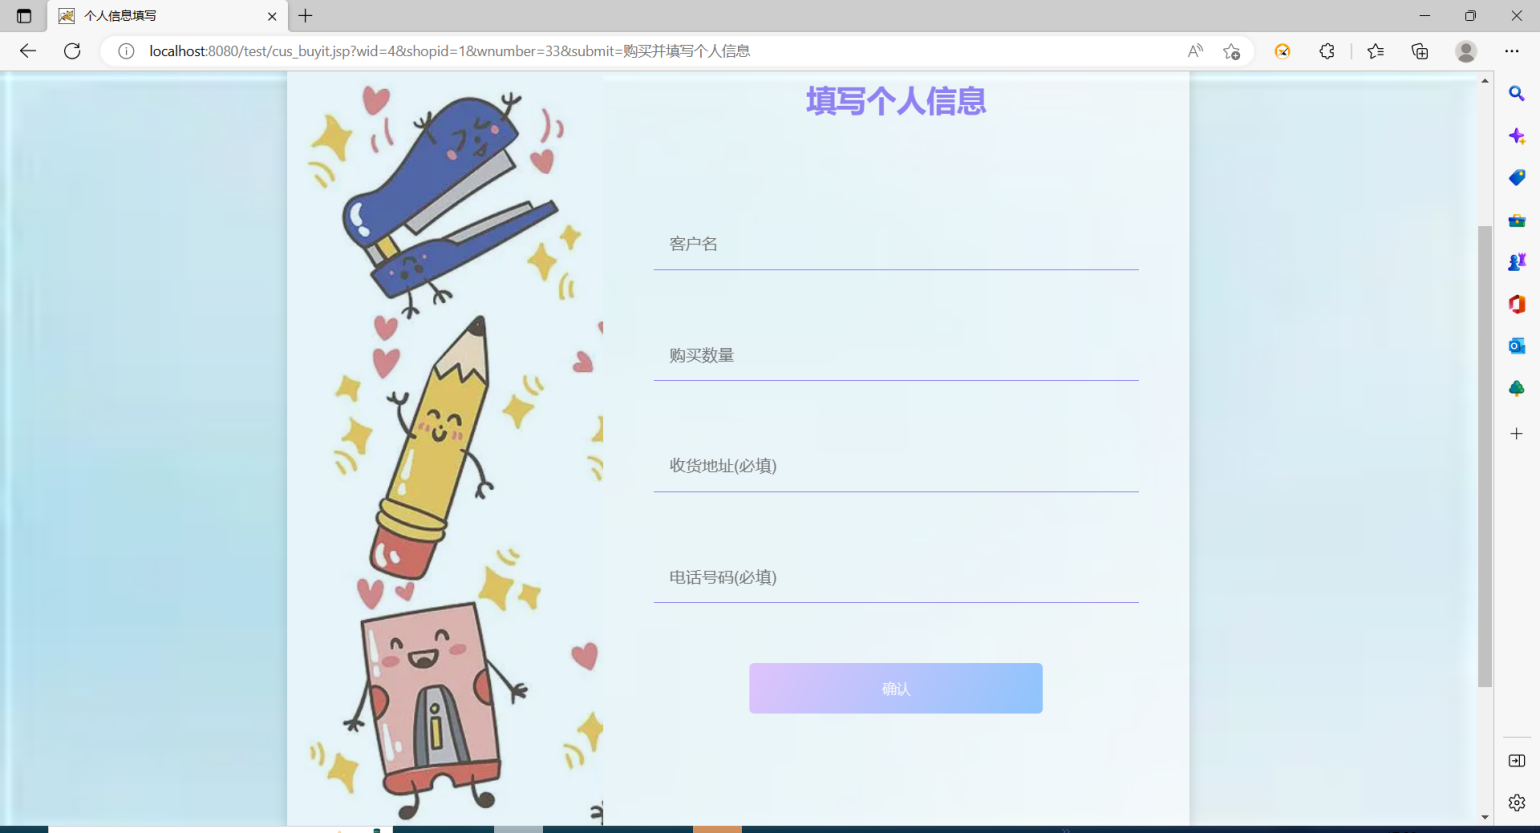 个人信息填写
localhost:8080/test/cus_buyit.jsp?wid=4&shopid=1&wnumber=33&submit=购买并填写个人信息
填写个人信息
客户名
购买数量
收货地址(必填)
电话号码(必填)
确认